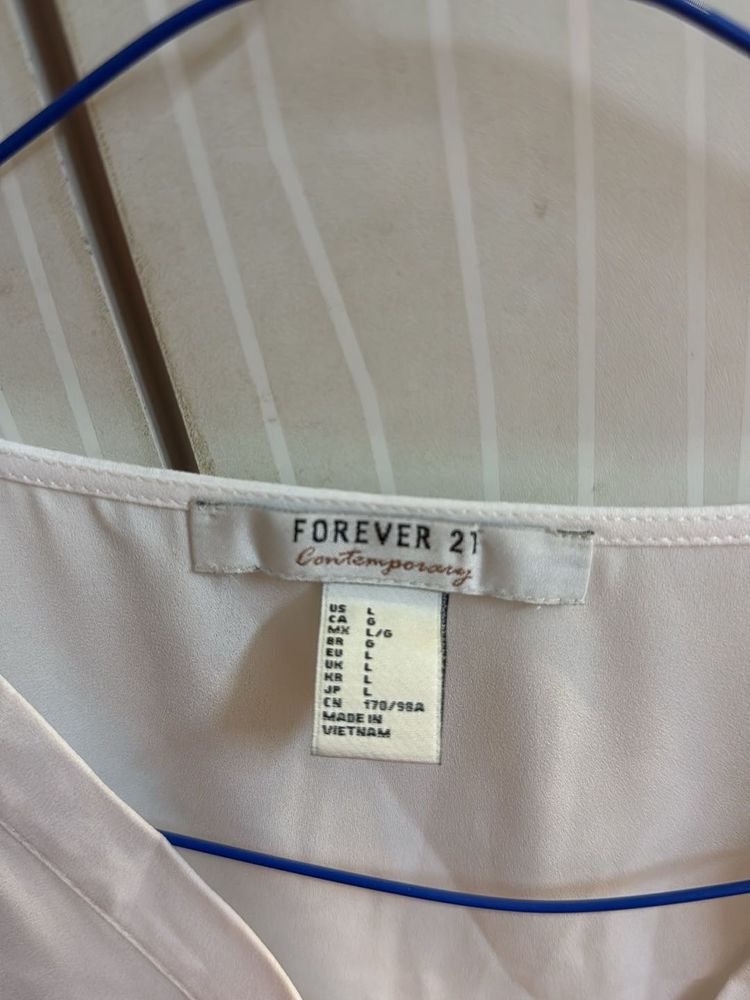 FOREVER 21
Contemporary
US L
CA G
MX L/G
BR G
EU L
UK L
KR L
JP L
CN 170/98A
MADE IN
VIETNAM